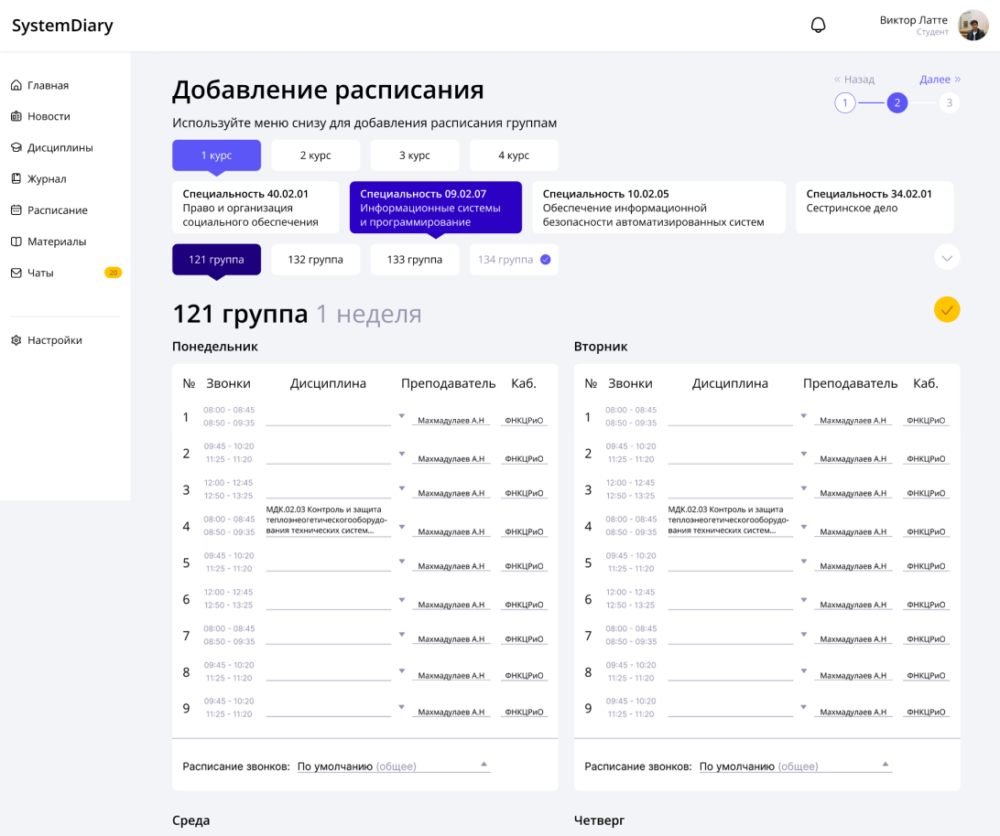 SystemDiary
Виктор Латте
Студент
Главная
Новости
Дисциплины
Журнал
Расписание
Материалы
Чаты 20
Настройки
Добавление расписания
« Назад Далее »
1 2 3
Используйте меню снизу для добавления расписания группам
1 курс 2 курс 3 курс 4 курс
Специальность 40.02.01
Право и организация
социального обеспечения
Специальность 09.02.07
Информационные системы
и программирование
Специальность 10.02.05
Обеспечение информационной
безопасности автоматизированных систем
Специальность 34.02.01
Сестринское дело
121 группа 132 группа 133 группа 134 группа
121 группа 1 неделя
Понедельник
№ Звонки Дисциплина Преподаватель Каб.
1 08:00 - 08:45
08:50 - 09:35 Махмадулаев А.Н ФНКЦРиО
2 09:45 - 10:20
11:25 - 11:20 Махмадулаев А.Н ФНКЦРиО
3 12:00 - 12:45
12:50 - 13:25 Махмадулаев А.Н ФНКЦРиО
МДК.02.03 Контроль и защита
4 08:00 - 08:45 теплоэнеогетическогооборудо-
08:50 - 09:35 вания технических систем... Махмадулаев А.Н ФНКЦРиО
5 09:45 - 10:20
11:25 - 11:20 Махмадулаев А.Н ФНКЦРиО
6 12:00 - 12:45
12:50 - 13:25 Махмадулаев А.Н ФНКЦРиО
7 08:00 - 08:45
08:50 - 09:35 Махмадулаев А.Н ФНКЦРиО
8 09:45 - 10:20
11:25 - 11:20 Махмадулаев А.Н ФНКЦРиО
9 09:45 - 10:20
11:25 - 11:20 Махмадулаев А.Н ФНКЦРиО
Расписание звонков: По умолчанию (общее)
Вторник
№ Звонки Дисциплина Преподаватель Каб.
1 08:00 - 08:45
08:50 - 09:35 Махмадулаев А.Н ФНКЦРиО
2 09:45 - 10:20
11:25 - 11:20 Махмадулаев А.Н ФНКЦРиО
3 12:00 - 12:45
12:50 - 13:25 Махмадулаев А.Н ФНКЦРиО
МДК.02.03 Контроль и защита
4 08:00 - 08:45 теплоэнеогетическогооборудо-
08:50 - 09:35 вания технических систем... Махмадулаев А.Н ФНКЦРиО
5 09:45 - 10:20
11:25 - 11:20 Махмадулаев А.Н ФНКЦРиО
6 12:00 - 12:45
12:50 - 13:25 Махмадулаев А.Н ФНКЦРиО
7 08:00 - 08:45
08:50 - 09:35 Махмадулаев А.Н ФНКЦРиО
8 09:45 - 10:20
11:25 - 11:20 Махмадулаев А.Н ФНКЦРиО
9 09:45 - 10:20
11:25 - 11:20 Махмадулаев А.Н ФНКЦРиО
Расписание звонков: По умолчанию (общее)
Среда
Четверг